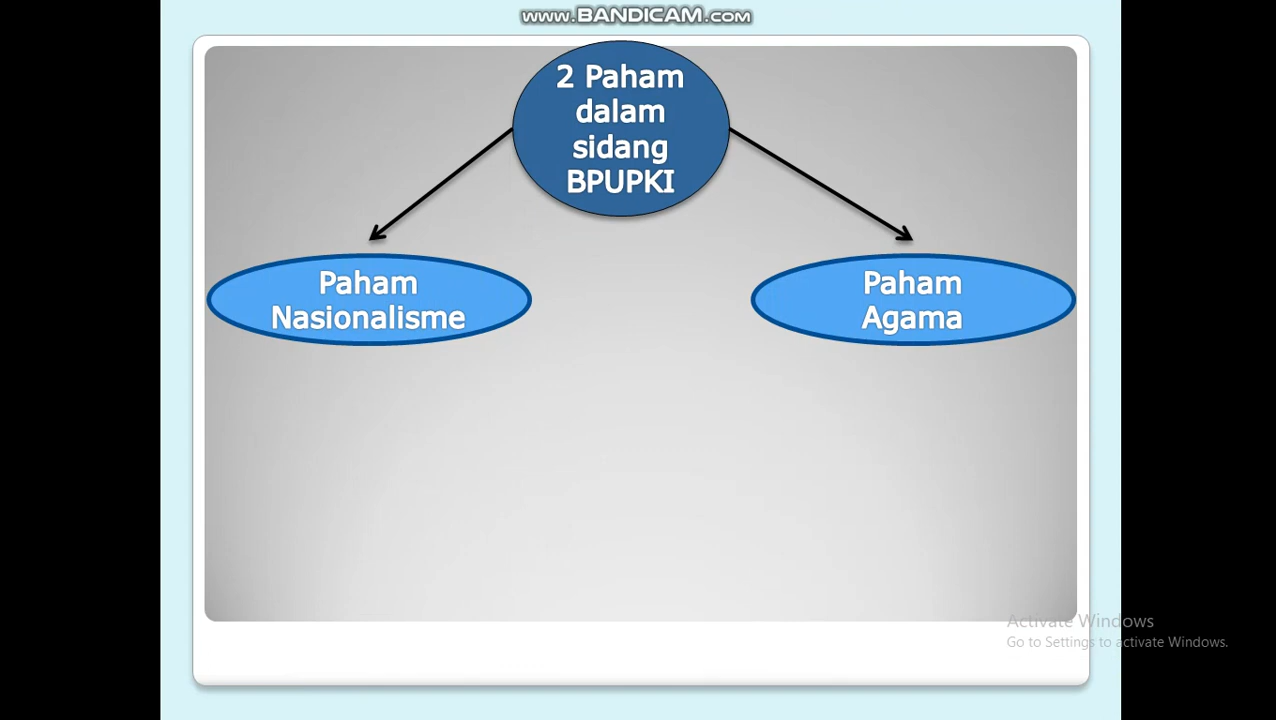 www.BANDICAM.com
2 Paham
dalam
sidang
BPUPKI
Paham
Nasionalisme
Paham
Agama
Activate Windows
Go to Settings to activate Windows.